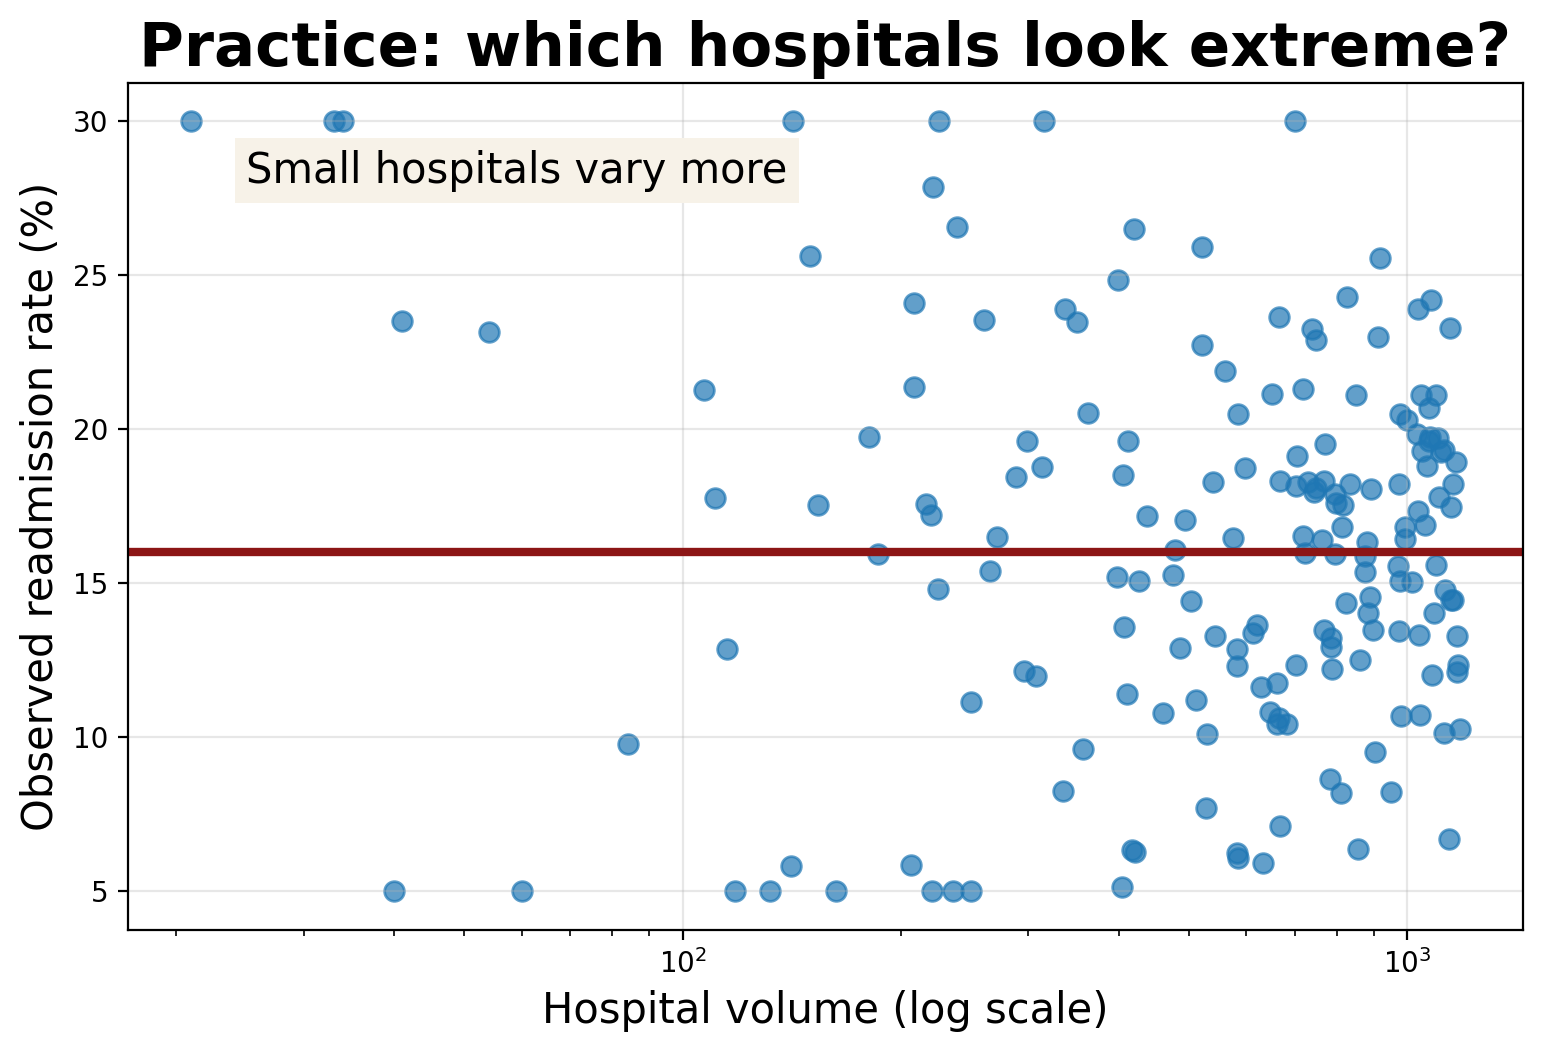 Practice: which hospitals look extreme?
Small hospitals vary more
Observed readmission rate (%)
30
25
20
15
10
5
10²
10³
Hospital volume (log scale)